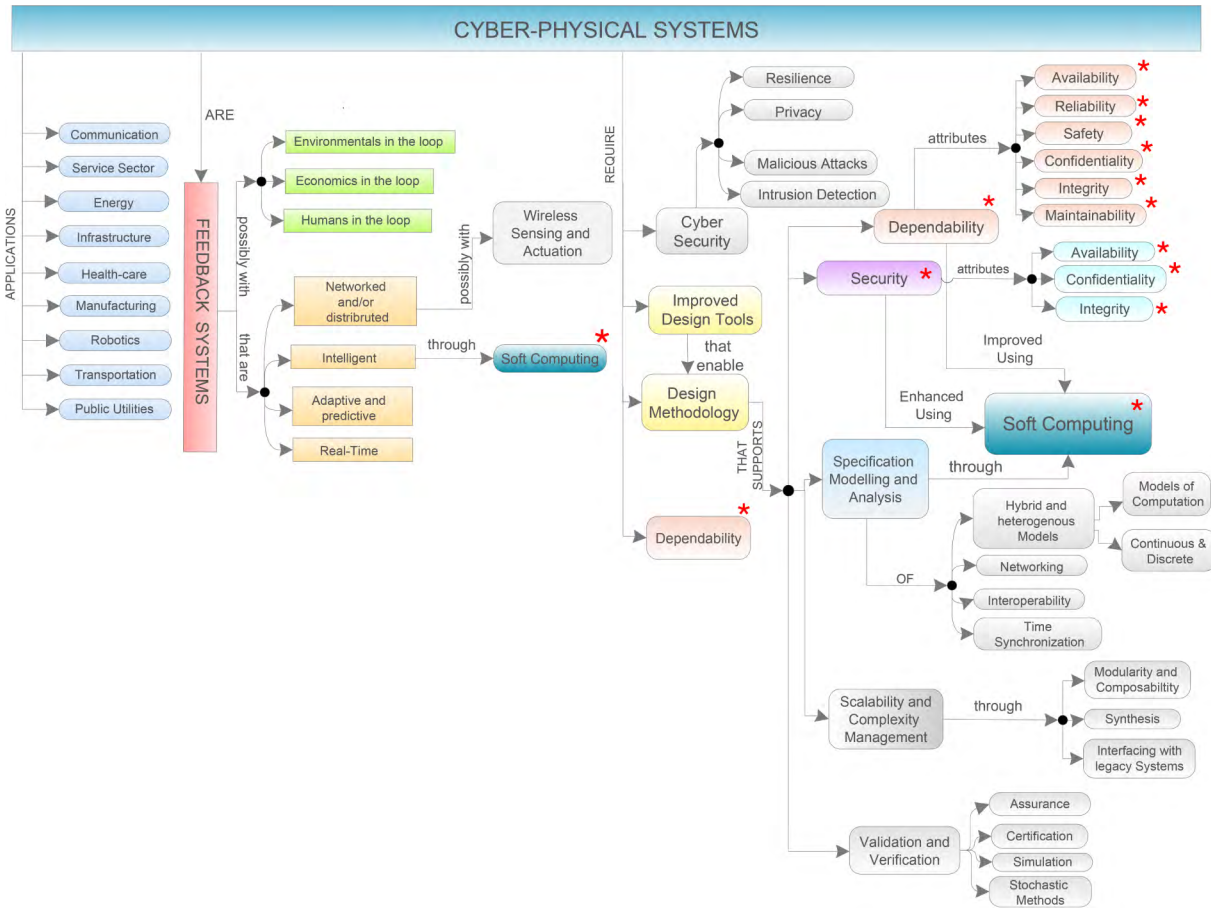 CYBER-PHYSICAL SYSTEMS
APPLICATIONS
Communication
Service Sector
Energy
Infrastructure
Health-care
Manufacturing
Robotics
Transportation
Public Utilities
ARE
FEEDBACK SYSTEMS
possibly with
Environmentals in the loop
Economics in the loop
Humans in the loop
that are
Networked
and/or
distrbruted
Intelligent
Adaptive and
predictive
Real-Time
possibly with
Wireless
Sensing and
Actuation
through
Soft Computing *
REQUIRE
Cyber
Security
Resilience
Privacy
Malicious Attacks
Intrusion Detection
Improved
Design Tools
that
enable
Design
Methodology
Dependability *
THAT
SUPPORTS
Dependability *
attributes
Availability *
Reliability *
Safety *
Confidentiality *
Integrity *
Maintainability *
Security *
attributes
Availability *
Confidentiality *
Integrity *
Improved
Using
Enhanced
Using
Soft Computing *
Specification
Modelling and
Analysis
through
OF
Hybrid and
heterogenous
Models
Models of
Computation
Continuous &
Discrete
Networking
Interoperability
Time
Synchronization
Scalability and
Complexity
Management
through
Modularity and
Composabiltiy
Synthesis
Interfacing with
legacy Systems
Validation and
Verification
Assurance
Certification
Simulation
Stochastic
Methods